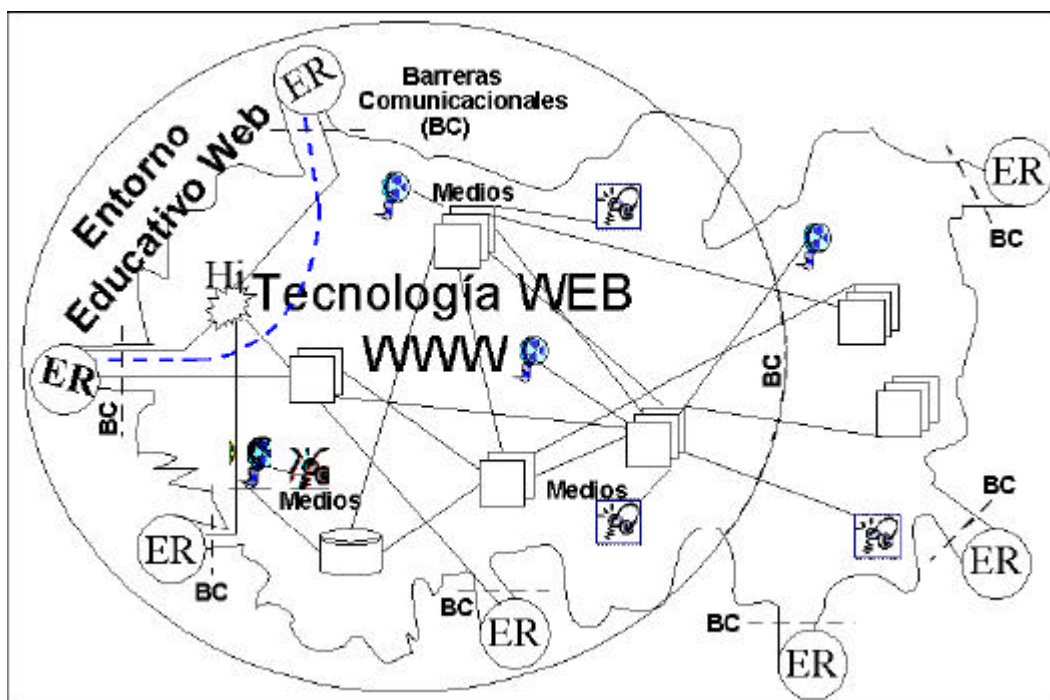 ER
Barreras
Comunicacionales
(BC)
Entorno
Educativo Web
ER
BC
Medios
Hi
Tecnología WEB
WWW
BC
ER
BC
Medios
Medios
BC
ER
BC
ER
BC
ER
BC
ER